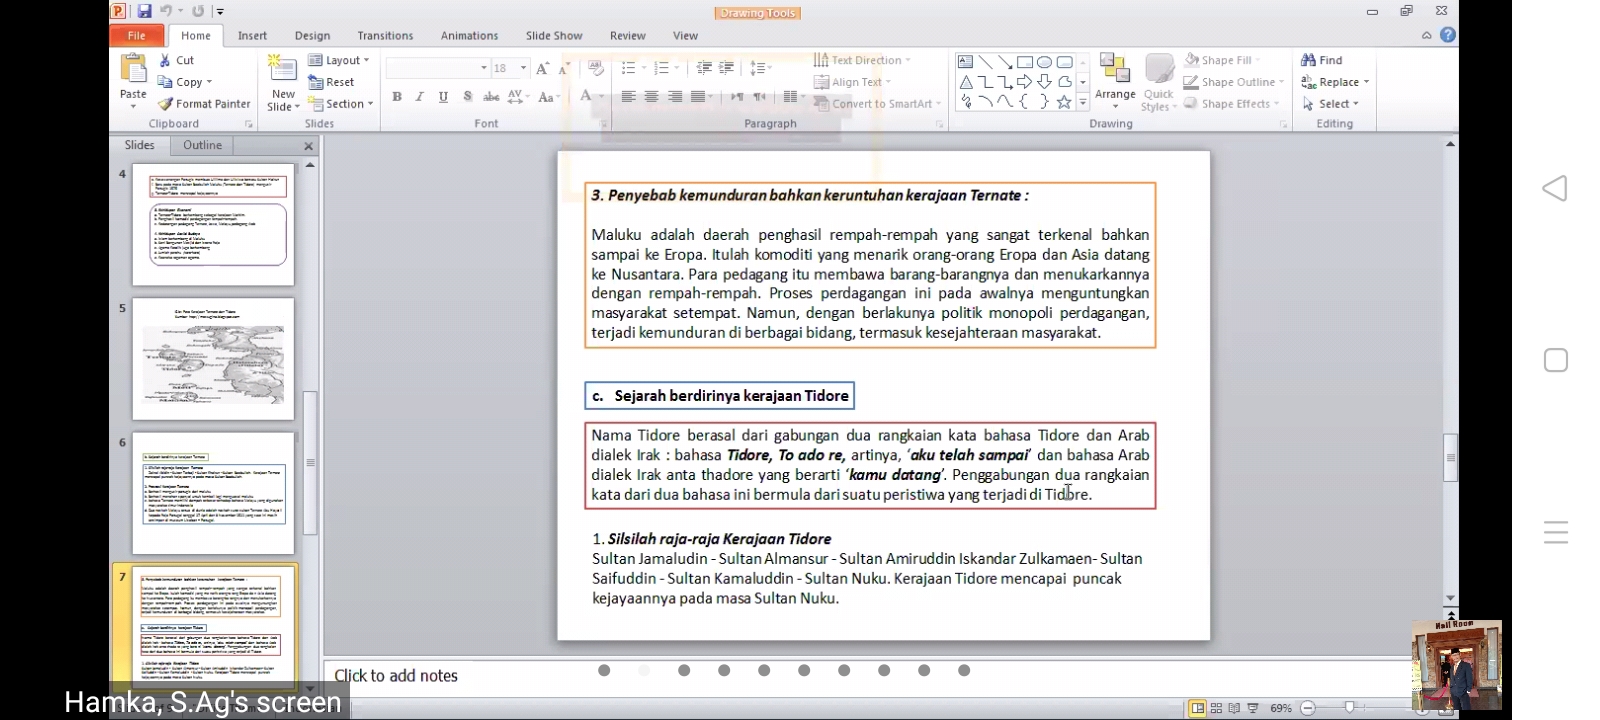 Drawing Tools
File Home Insert Design Transitions Animations Slide Show Review View
Cut
Copy
Format Painter
Paste
Clipboard
New
Slide
Layout
Reset
Section
Slides
18
Font
Text Direction
Align Text
Convert to SmartArt
Paragraph
Arrange
Quick
Styles
Shape Fill
Shape Outline
Shape Effects
Drawing
Find
Replace
Select
Editing
Slides Outline
4
5
6
7
3. Penyebab kemunduran bahkan keruntuhan kerajaan Ternate :
Maluku adalah daerah penghasil rempah-rempah yang sangat terkenal bahkan
sampai ke Eropa. Itulah komoditi yang menarik orang-orang Eropa dan Asia datang
ke Nusantara. Para pedagang itu membawa barang-barangnya dan menukarkannya
dengan rempah-rempah. Proses perdagangan ini pada awalnya menguntungkan
masyarakat setempat. Namun, dengan berlakunya politik monopoli perdagangan,
terjadi kemunduran di berbagai bidang, termasuk kesejahteraan masyarakat.
c. Sejarah berdirinya kerajaan Tidore
Nama Tidore berasal dari gabungan dua rangkaian kata bahasa Tidore dan Arab
dialek Irak : bahasa Tidore, To ado re, artinya, ‘aku telah sampai’ dan bahasa Arab
dialek Irak anta thadore yang berarti ‘kamu datang’. Penggabungan dua rangkaian
kata dari dua bahasa ini bermula dari suatu peristiwa yang terjadi di Tidore.
1. Silsilah raja-raja Kerajaan Tidore
Sultan Jamaludin - Sultan Almansur - Sultan Amiruddin Iskandar Zulkamaen- Sultan
Saifuddin - Sultan Kamaluddin - Sultan Nuku. Kerajaan Tidore mencapai puncak
kejayaannya pada masa Sultan Nuku.
Click to add notes
Hamka, S.Ag's screen
69%